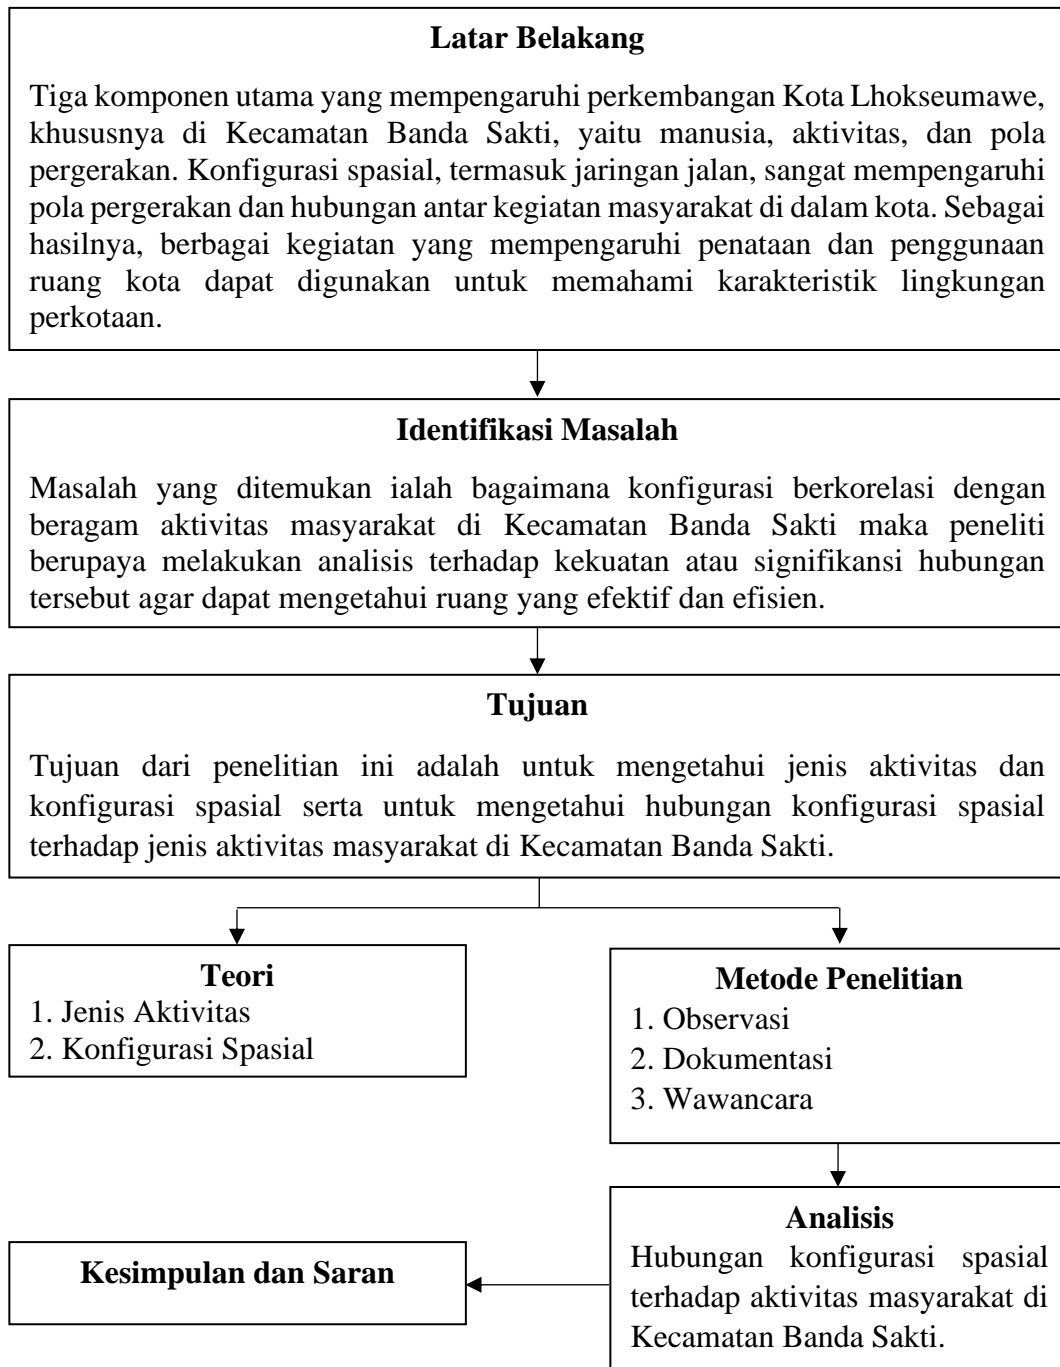 Latar Belakang
Tiga komponen utama yang mempengaruhi perkembangan Kota Lhokseumawe,
khususnya di Kecamatan Banda Sakti, yaitu manusia, aktivitas, dan pola
pergerakan. Konfigurasi spasial, termasuk jaringan jalan, sangat mempengaruhi
pola pergerakan dan hubungan antar kegiatan masyarakat di dalam kota. Sebagai
hasilnya, berbagai kegiatan yang mempengaruhi penataan dan penggunaan
ruang kota dapat digunakan untuk memahami karakteristik lingkungan
perkotaan.
Identifikasi Masalah
Masalah yang ditemukan ialah bagaimana konfigurasi berkorelasi dengan
beragam aktivitas masyarakat di Kecamatan Banda Sakti maka peneliti
berupaya melakukan analisis terhadap kekuatan atau signifikansi hubungan
tersebut agar dapat mengetahui ruang yang efektif dan efisien.
Tujuan
Tujuan dari penelitian ini adalah untuk mengetahui jenis aktivitas dan
konfigurasi spasial serta untuk mengetahui hubungan konfigurasi spasial
terhadap jenis aktivitas masyarakat di Kecamatan Banda Sakti.
Teori
1. Jenis Aktivitas
2. Konfigurasi Spasial
Metode Penelitian
1. Observasi
2. Dokumentasi
3. Wawancara
Analisis
Hubungan konfigurasi spasial
terhadap aktivitas masyarakat di
Kecamatan Banda Sakti.
Kesimpulan dan Saran